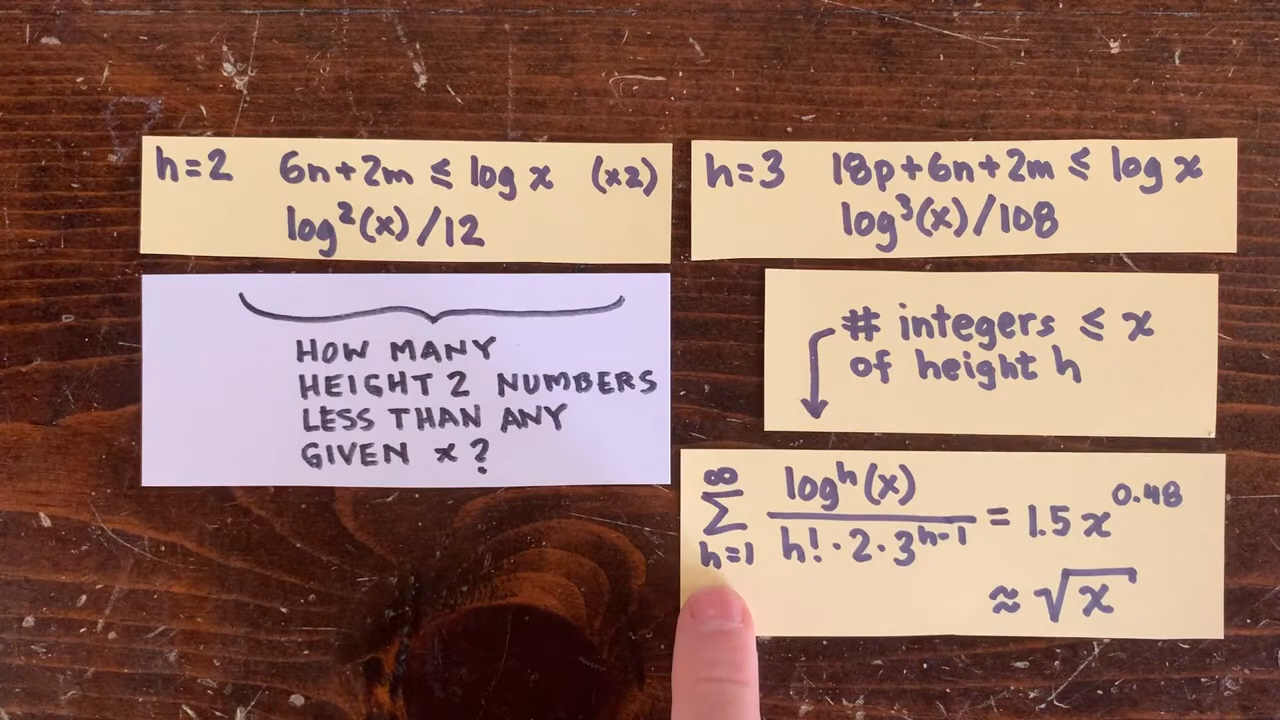 h=2 6n+2m ≤ log x (x2)
log²(x)/12
h=3 18p+6n+2m ≤ log x
log³(x)/108
HOW MANY
HEIGHT 2 NUMBERS
LESS THAN ANY
GIVEN x?
# integers ≤ x
of height h
∑_{h=1}^{∞} logʰ(x) / (h!·2·3^{h-1}) = 1.5 x^{0.48}
≈ √x